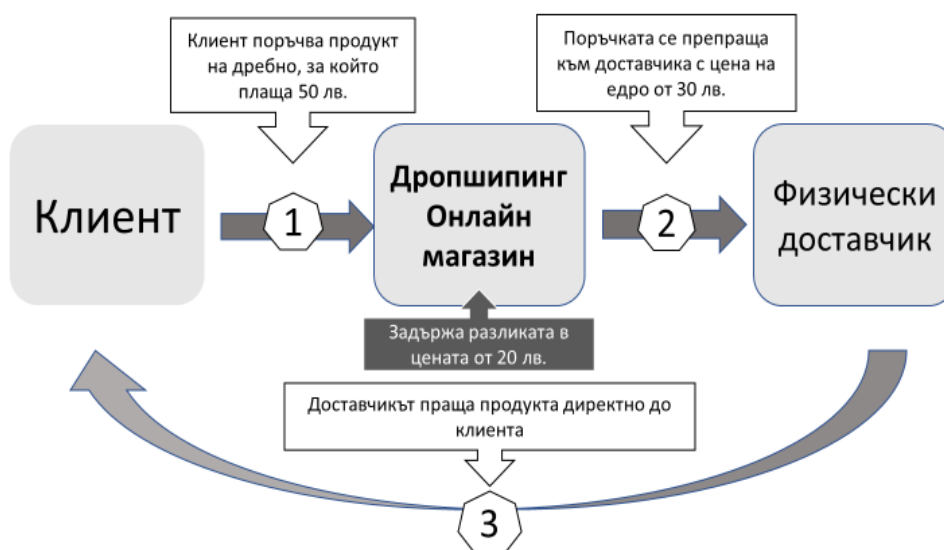 Клиент поръчва продукт
на дребно, за който
плаща 50 лв.
Поръчката се препраща
към доставчика с цена на
едро от 30 лв.
Клиент
1
Дропшипинг
Онлайн
магазин
2
Физически
доставчик
Задържа разликата в
цената от 20 лв.
Доставчикът праща продукта директно до
клиента
3